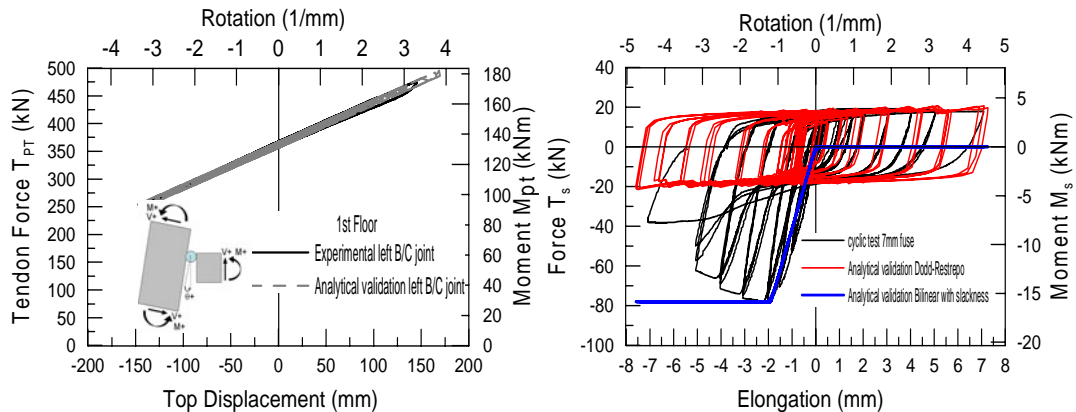 Rotation (1/mm)
-4 -3 -2 -1 0 1 2 3 4
Tendon Force T_PT (kN)
500
450
400
350
300
250
200
150
100
50
0
-200 -150 -100 -50 0 50 100 150 200
Top Displacement (mm)
180
160
140
120
100
80
60
40
20
0
Moment Mpt (kNm)
M+
V+
V+ M+
θ+
V+
M+
1st Floor
Experimental left B/C joint
Analytical validation left B/C joint
Rotation (1/mm)
-5 -4 -3 -2 -1 0 1 2 3 4 5
Force T_s (kN)
40
20
0
-20
-40
-60
-80
-100
-8 -7 -6 -5 -4 -3 -2 -1 0 1 2 3 4 5 6 7 8
Elongation (mm)
5
0
-5
-10
-15
-20
Moment M_s (kNm)
cyclic test 7mm fuse
Analytical validation Dodd-Restrepo
Analytical validation Bilinear with slackness